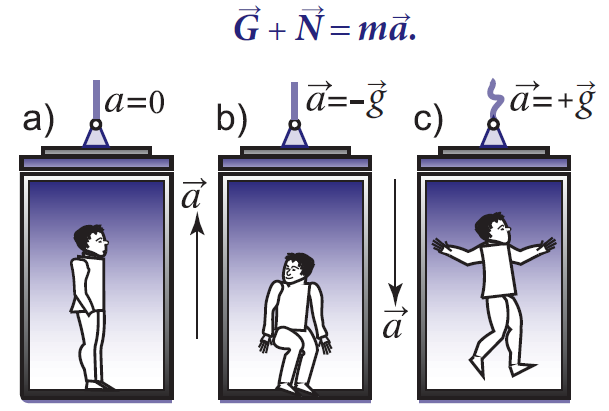 G⃗ + N⃗ = ma⃗.
a) a=0 b) a⃗=-g⃗ c) a⃗=+g⃗
a⃗
a⃗